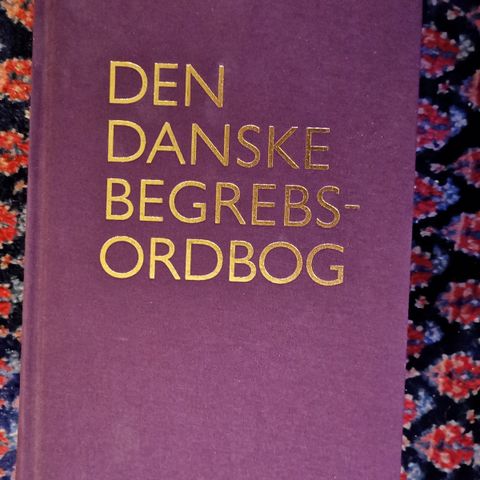 DEN
DANSKE
BEGREBS-
ORDBOG